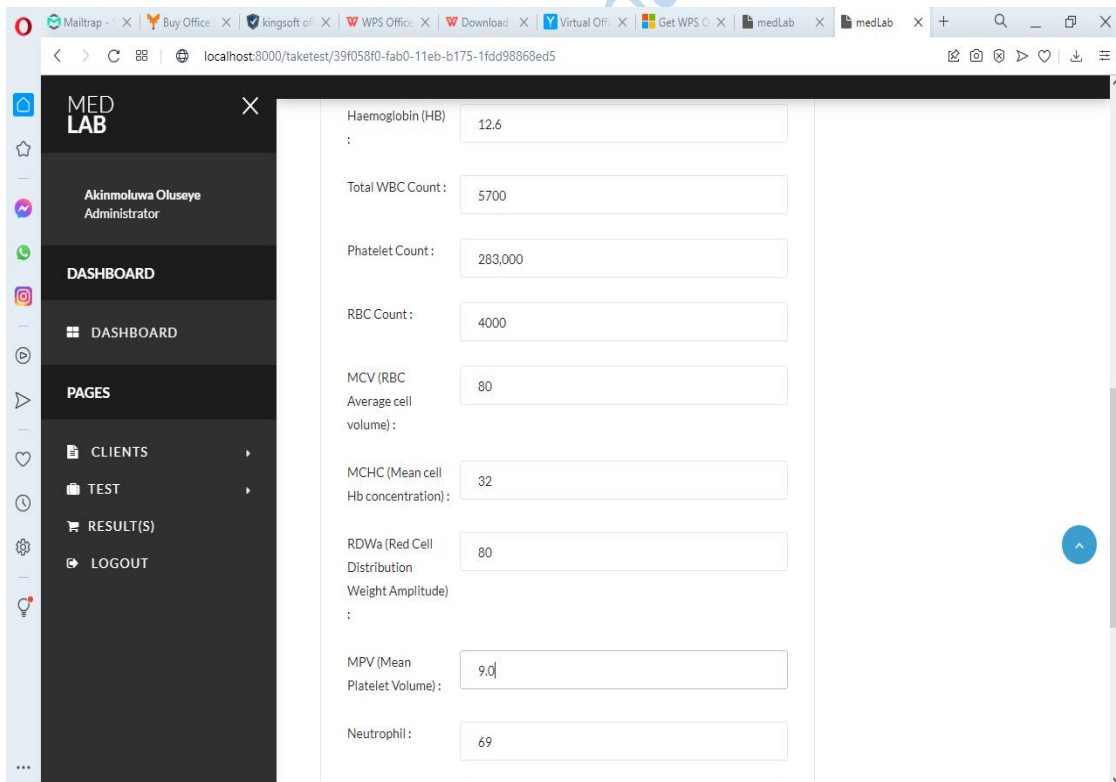 Mailtrap - S
Buy Office
kingsoft of
WPS Office
Download
Virtual Offi
Get WPS O
medLab
medLab
localhost:8000/taketest/39f058f0-fab0-11eb-b175-1fdd98868ed5
MED
LAB
Akinmoluwa Oluseye
Administrator
DASHBOARD
DASHBOARD
PAGES
CLIENTS
TEST
RESULT(S)
LOGOUT
Haemoglobin (HB)
:
12.6
Total WBC Count :
5700
Phatelet Count :
283,000
RBC Count :
4000
MCV (RBC
Average cell
volume) :
80
MCHC (Mean cell
Hb concentration) :
32
RDWa (Red Cell
Distribution
Weight Amplitude)
:
80
MPV (Mean
Platelet Volume) :
9.0
Neutrophil :
69